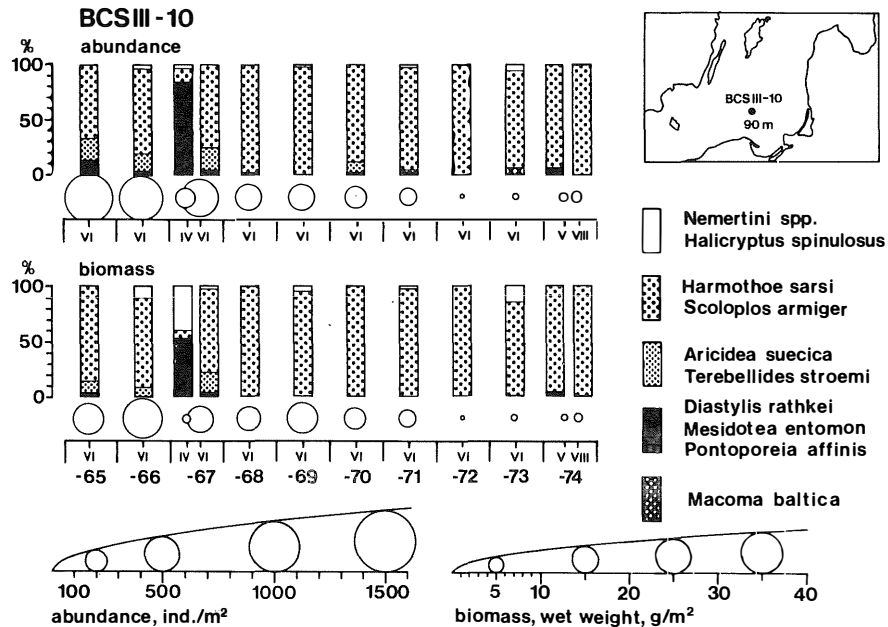 BCSIII-10
abundance
%
100
50
0
VI VI IV VI VI VI VI VI VI VI V VIII
biomass
%
100
50
0
VI VI IV VI VI VI VI VI VI VI V VIII
-65 -66 -67 -68 -69 -70 -71 -72 -73 -74
100 500 1000 1500
abundance, ind./m²
5 10 20 30 40
biomass, wet weight, g/m²
BCSIII-10
90 m
Nemertini spp.
Halicryptus spinulosus
Harmothoe sarsi
Scoloplos armiger
Aricidea suecica
Terebellides stroemi
Diastylis rathkei
Mesidotea entomon
Pontoporeia affinis
Macoma baltica